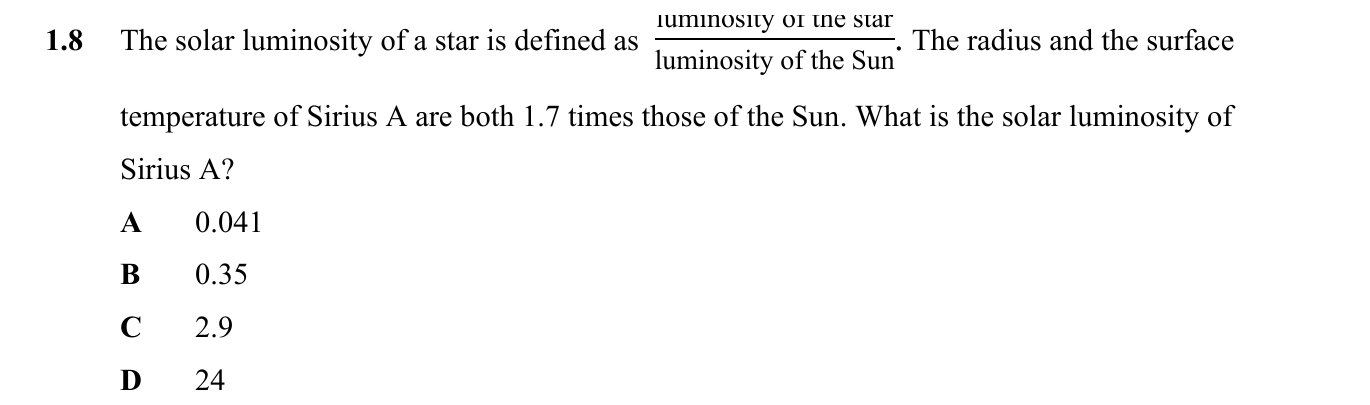 1.8 The solar luminosity of a star is defined as luminosity of the star / luminosity of the Sun. The radius and the surface
temperature of Sirius A are both 1.7 times those of the Sun. What is the solar luminosity of
Sirius A?
A 0.041
B 0.35
C 2.9
D 24